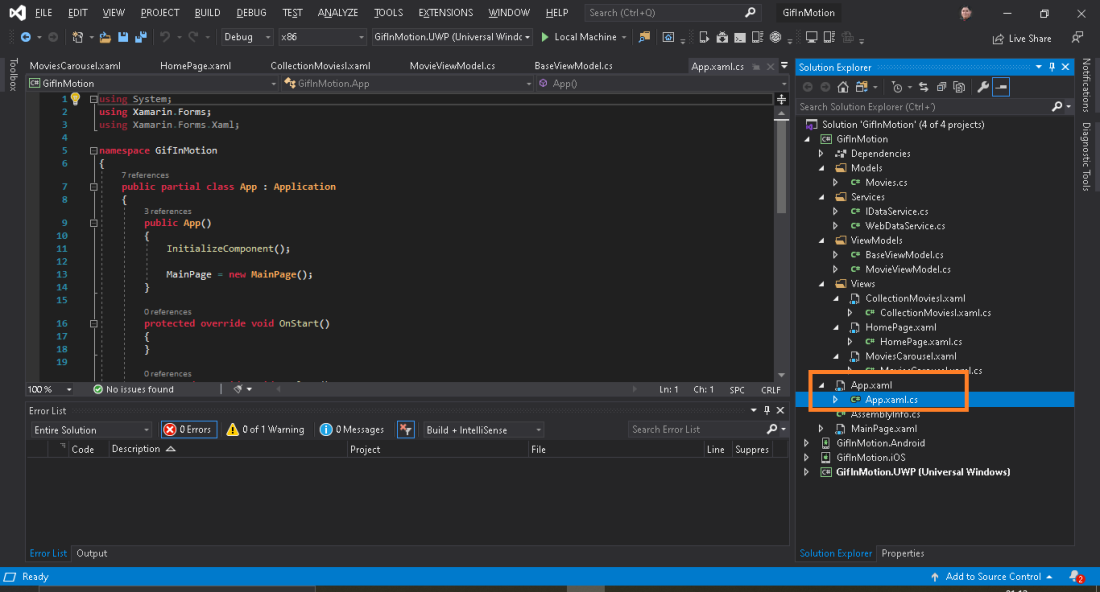 FILE EDIT VIEW PROJECT BUILD DEBUG TEST ANALYZE TOOLS EXTENSIONS WINDOW HELP Search (Ctrl+Q) GifInMotion
Debug x86 GifInMotion.UWP (Universal Windc Local Machine Live Share
Toolbox
MoviesCarousel.xaml HomePage.xaml CollectionMoviesI.xaml MovieViewModel.cs BaseViewModel.cs App.xaml.cs
GifInMotion GifInMotion.App App()
1 using System;
2 using Xamarin.Forms;
3 using Xamarin.Forms.Xaml;
4
5 namespace GifInMotion
6 {
7 references
7 public partial class App : Application
8 {
3 references
9 public App()
10 {
11 InitializeComponent();
12
13 MainPage = new MainPage();
14 }
15
0 references
16 protected override void OnStart()
17 {
18 }
19
0 references
100 % No issues found Ln: 1 Ch: 1 SPC CRLF
Error List
Entire Solution 0 Errors 0 of 1 Warning 0 Messages Build + IntelliSense Search Error List
Code Description Project File Line Suppres
Error List Output
Solution Explorer
Search Solution Explorer (Ctrl+')
Solution 'GifInMotion' (4 of 4 projects)
GifInMotion
Dependencies
Models
Movies.cs
Services
IDataService.cs
WebDataService.cs
ViewModels
BaseViewModel.cs
MovieViewModel.cs
Views
CollectionMoviesI.xaml
CollectionMoviesI.xaml.cs
HomePage.xaml
HomePage.xaml.cs
MoviesCarousel.xaml
MoviesCarousel.xaml.cs
App.xaml
App.xaml.cs
AssemblyInfo.cs
MainPage.xaml
GifInMotion.Android
GifInMotion.iOS
GifInMotion.UWP (Universal Windows)
Solution Explorer Properties
Notifications
Diagnostic Tools
Ready Add to Source Control 2